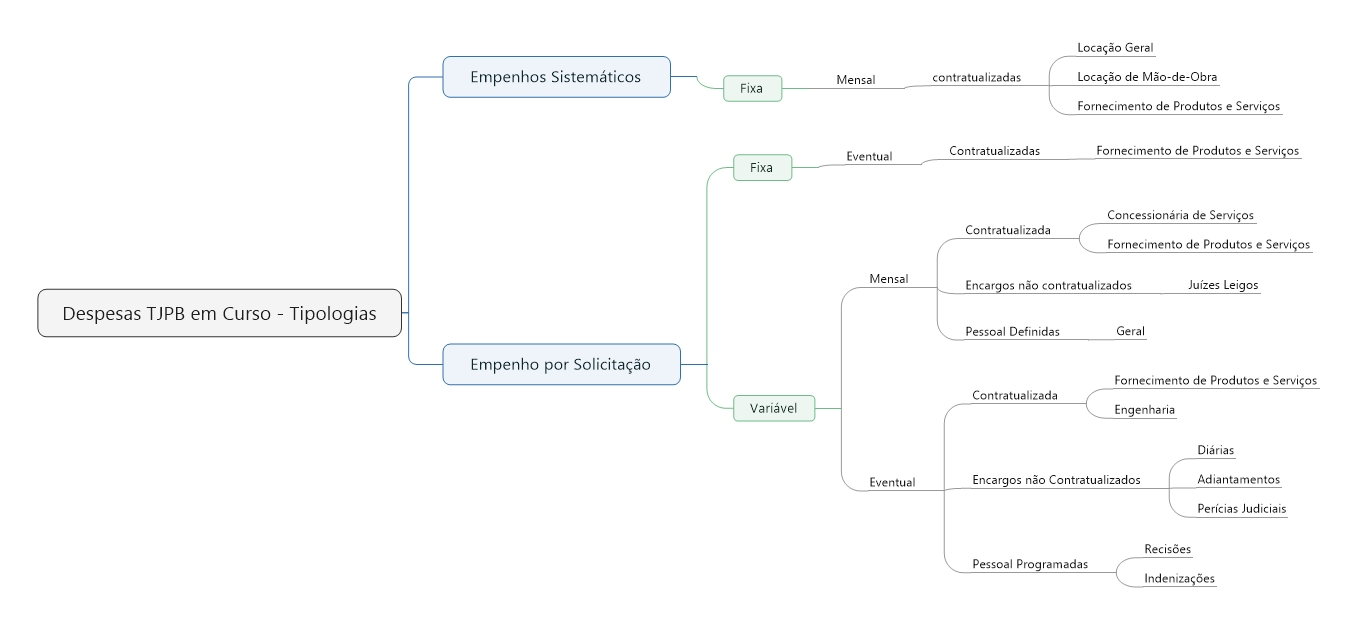 Despesas TJPB em Curso - Tipologias
Empenhos Sistemáticos
Fixa
Mensal
contratualizadas
Locação Geral
Locação de Mão-de-Obra
Fornecimento de Produtos e Serviços
Empenho por Solicitação
Fixa
Eventual
Contratualizadas
Fornecimento de Produtos e Serviços
Variável
Mensal
Contratualizada
Concessionária de Serviços
Fornecimento de Produtos e Serviços
Encargos não contratualizados
Juízes Leigos
Pessoal Definidas
Geral
Eventual
Contratualizada
Fornecimento de Produtos e Serviços
Engenharia
Encargos não Contratualizados
Diárias
Adiantamentos
Perícias Judiciais
Pessoal Programadas
Recisões
Indenizações